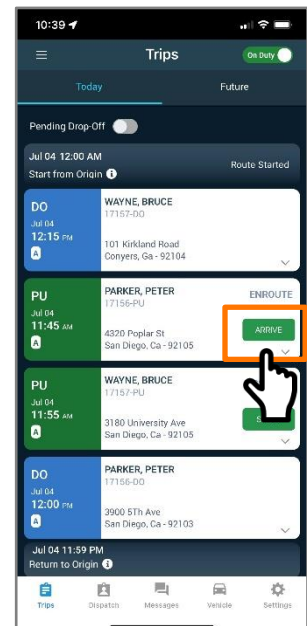 10:39
Trips
On Duty
Today
Future
Pending Drop-Off
Jul 04 12:00 AM
Start from Origin
Route Started
DO
Jul 04
12:15 PM
A
WAYNE, BRUCE
17157-DO
101 Kirkland Road
Conyers, Ga - 92104
PU
Jul 04
11:45 AM
A
PARKER, PETER
17156-PU
ENROUTE
4320 Poplar St
San Diego, Ca - 92105
ARRIVE
PU
Jul 04
11:55 AM
A
WAYNE, BRUCE
17157-PU
3180 University Ave
San Diego, Ca - 92105
DO
Jul 04
12:00 PM
A
PARKER, PETER
17156-DO
3900 5Th Ave
San Diego, Ca - 92103
Jul 04 11:59 PM
Return to Origin
Trips
Dispatch
Messages
Vehicle
Settings